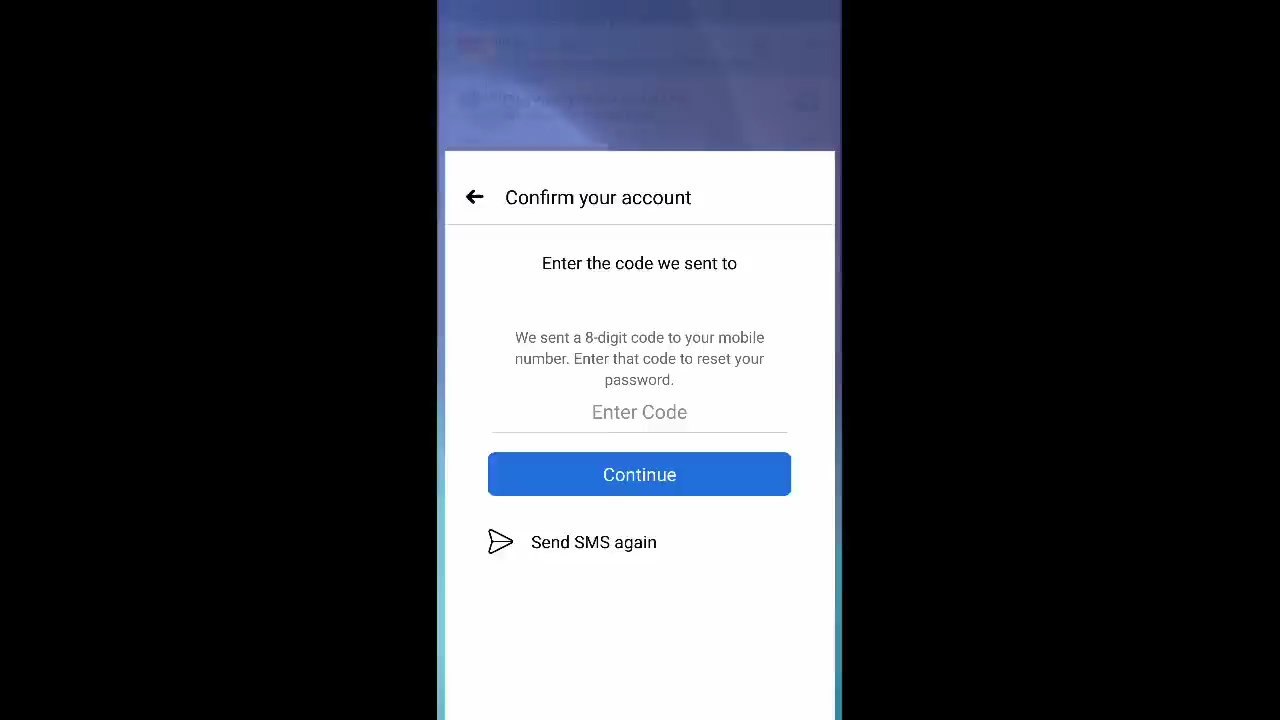 Confirm your account
Enter the code we sent to
We sent a 8-digit code to your mobile
number. Enter that code to reset your
password.
Enter Code
Continue
Send SMS again